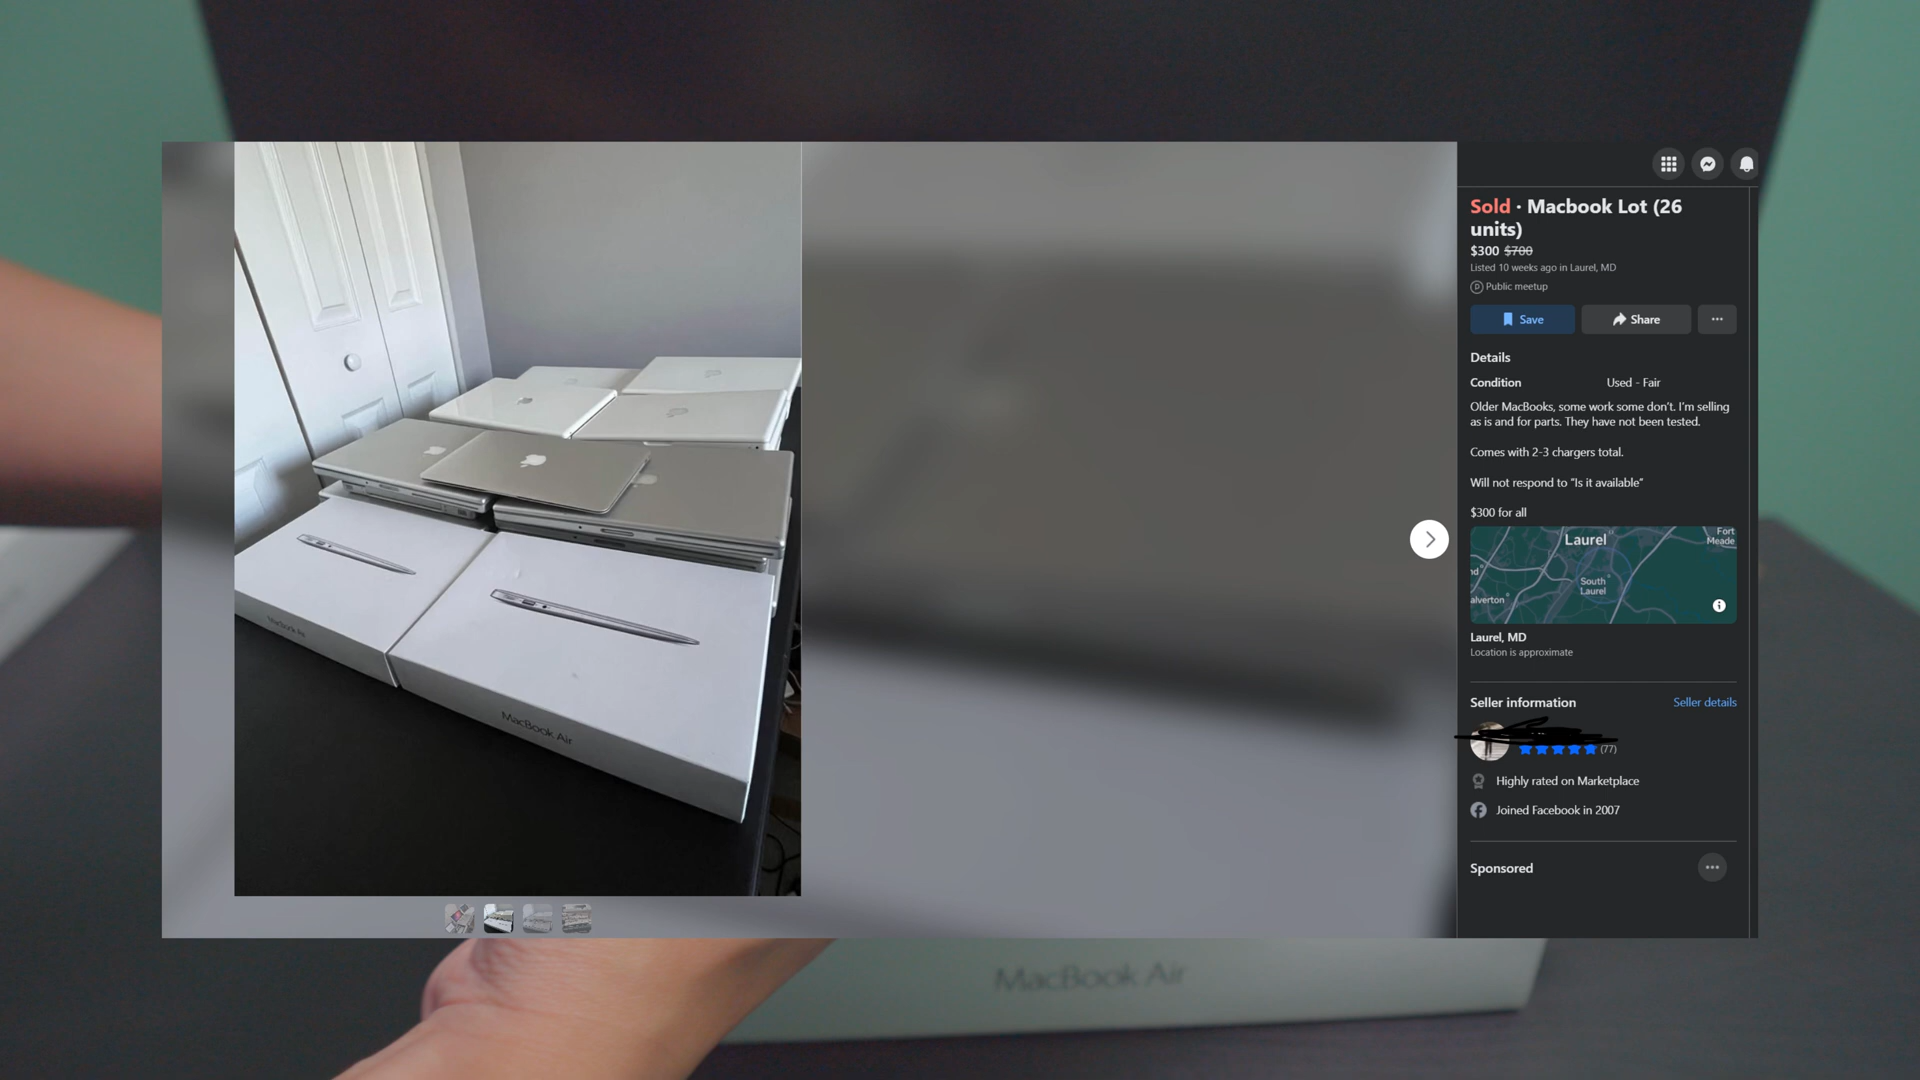 Sold · Macbook Lot (26
units)
$300 $700
Listed 10 weeks ago in Laurel, MD
Public meetup
Save
Share
Details
Condition Used - Fair
Older MacBooks, some work some don't. I'm selling
as is and for parts. They have not been tested.
Comes with 2-3 chargers total.
Will not respond to "Is it available"
$300 for all
Laurel
Fort
Meade
South
Laurel
alverton
Laurel, MD
Location is approximate
Seller information Seller details
(77)
Highly rated on Marketplace
Joined Facebook in 2007
Sponsored
MacBook Air
MacBook Air
MacBook Air